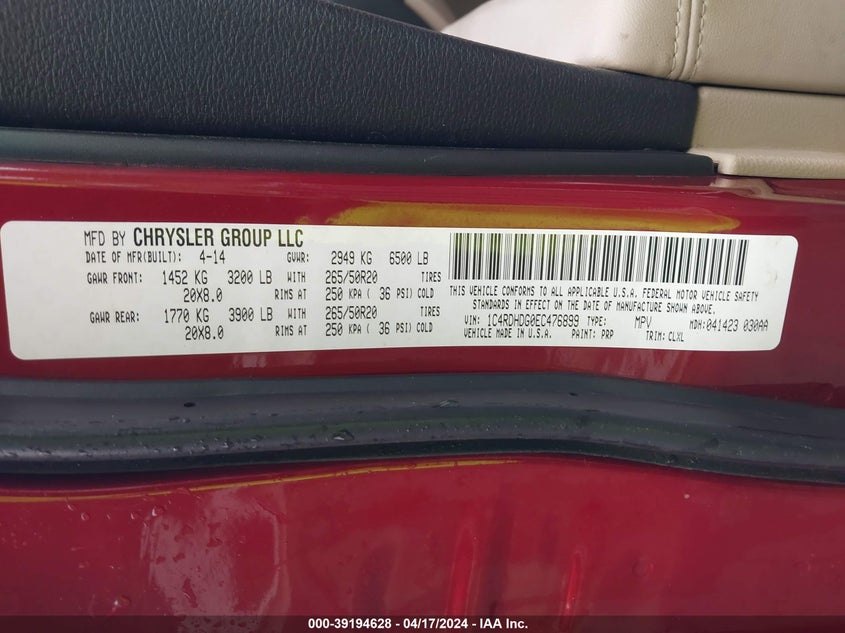 MFD BY CHRYSLER GROUP LLC
DATE OF MFR(BUILT): 4-14 GVWR: 2949 KG 6500 LB
GAWR FRONT: 1452 KG 3200 LB WITH 265/50R20 TIRES
20X8.0 RIMS AT 250 KPA ( 36 PSI) COLD
GAWR REAR: 1770 KG 3900 LB WITH 265/50R20 TIRES
20X8.0 RIMS AT 250 KPA ( 36 PSI) COLD
THIS VEHICLE CONFORMS TO ALL APPLICABLE U.S.A. FEDERAL MOTOR VEHICLE SAFETY
STANDARDS IN EFFECT ON THE DATE OF MANUFACTURE SHOWN ABOVE.
VIN: 1C4RDHDG0EC476899 TYPE: MPV MDH: 041423 030AA
VEHICLE MADE IN U.S.A. PAINT: PRP TRIM: CLXL
000-39194628 - 04/17/2024 - IAA Inc.